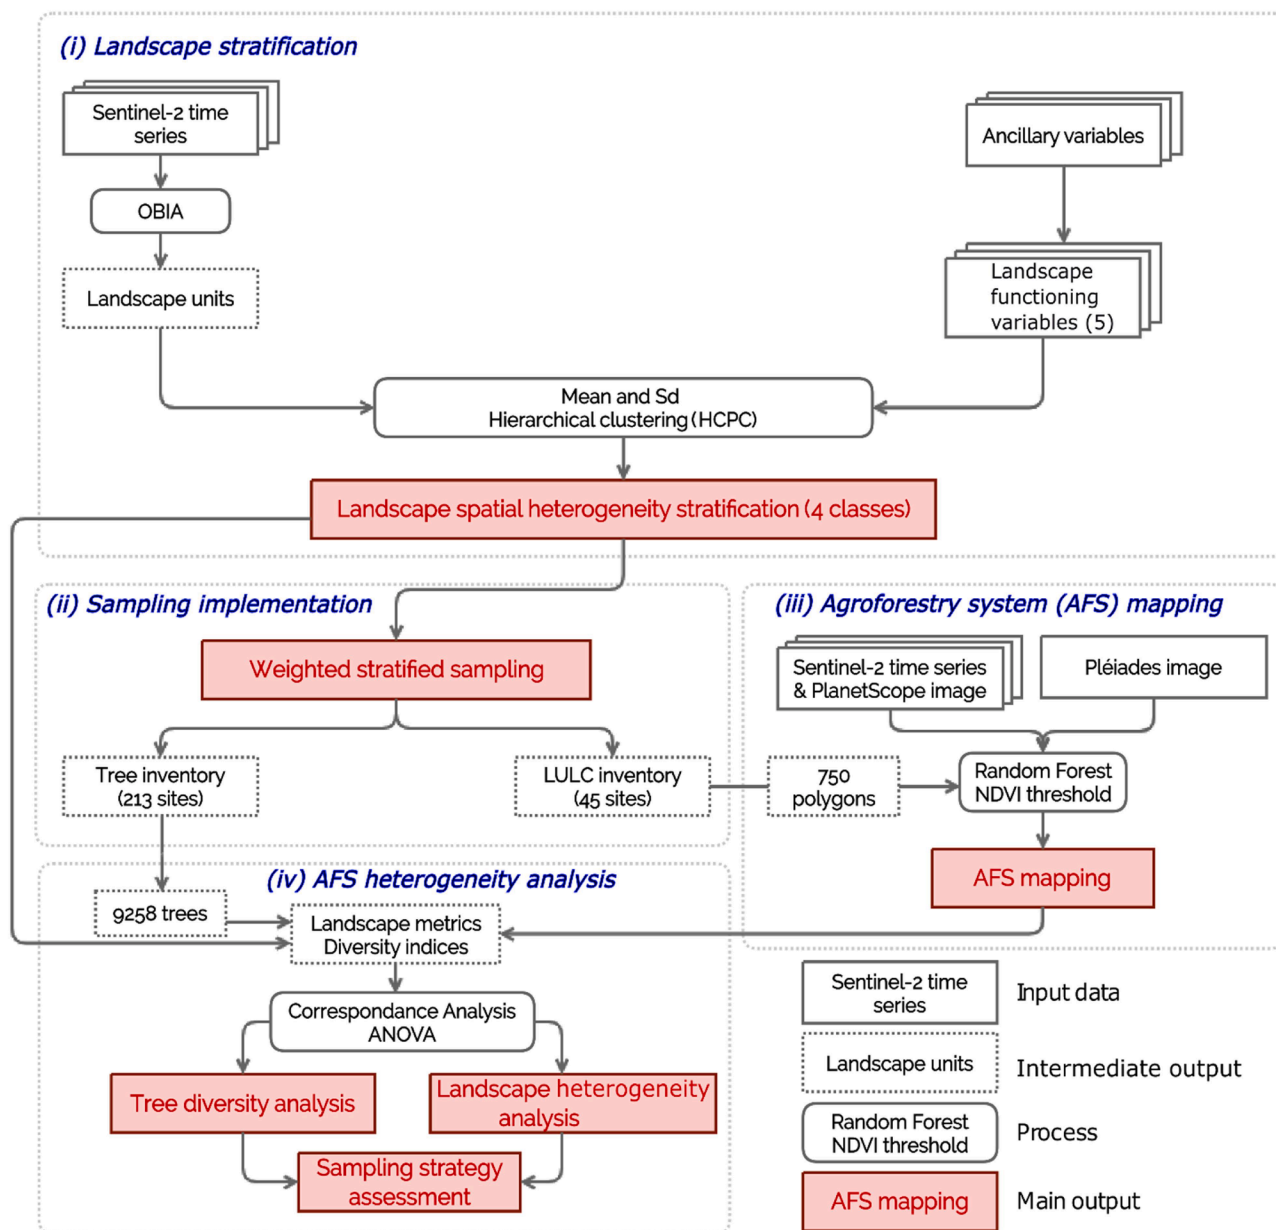 (i) Landscape stratification
Sentinel-2 time
series
Ancillary variables
OBIA
Landscape units
Landscape
functioning
variables (5)
Mean and Sd
Hierarchical clustering (HCPC)
Landscape spatial heterogeneity stratification (4 classes)
(ii) Sampling implementation
Weighted stratified sampling
Tree inventory
(213 sites)
LULC inventory
(45 sites)
(iii) Agroforestry system (AFS) mapping
Sentinel-2 time series
& PlanetScope image
Pléiades image
750
polygons
Random Forest
NDVI threshold
AFS mapping
(iv) AFS heterogeneity analysis
9258 trees
Landscape metrics
Diversity indices
Correspondance Analysis
ANOVA
Tree diversity analysis
Landscape heterogeneity
analysis
Sampling strategy
assessment
Sentinel-2 time
series
Input data
Landscape units
Intermediate output
Random Forest
NDVI threshold
Process
AFS mapping
Main output